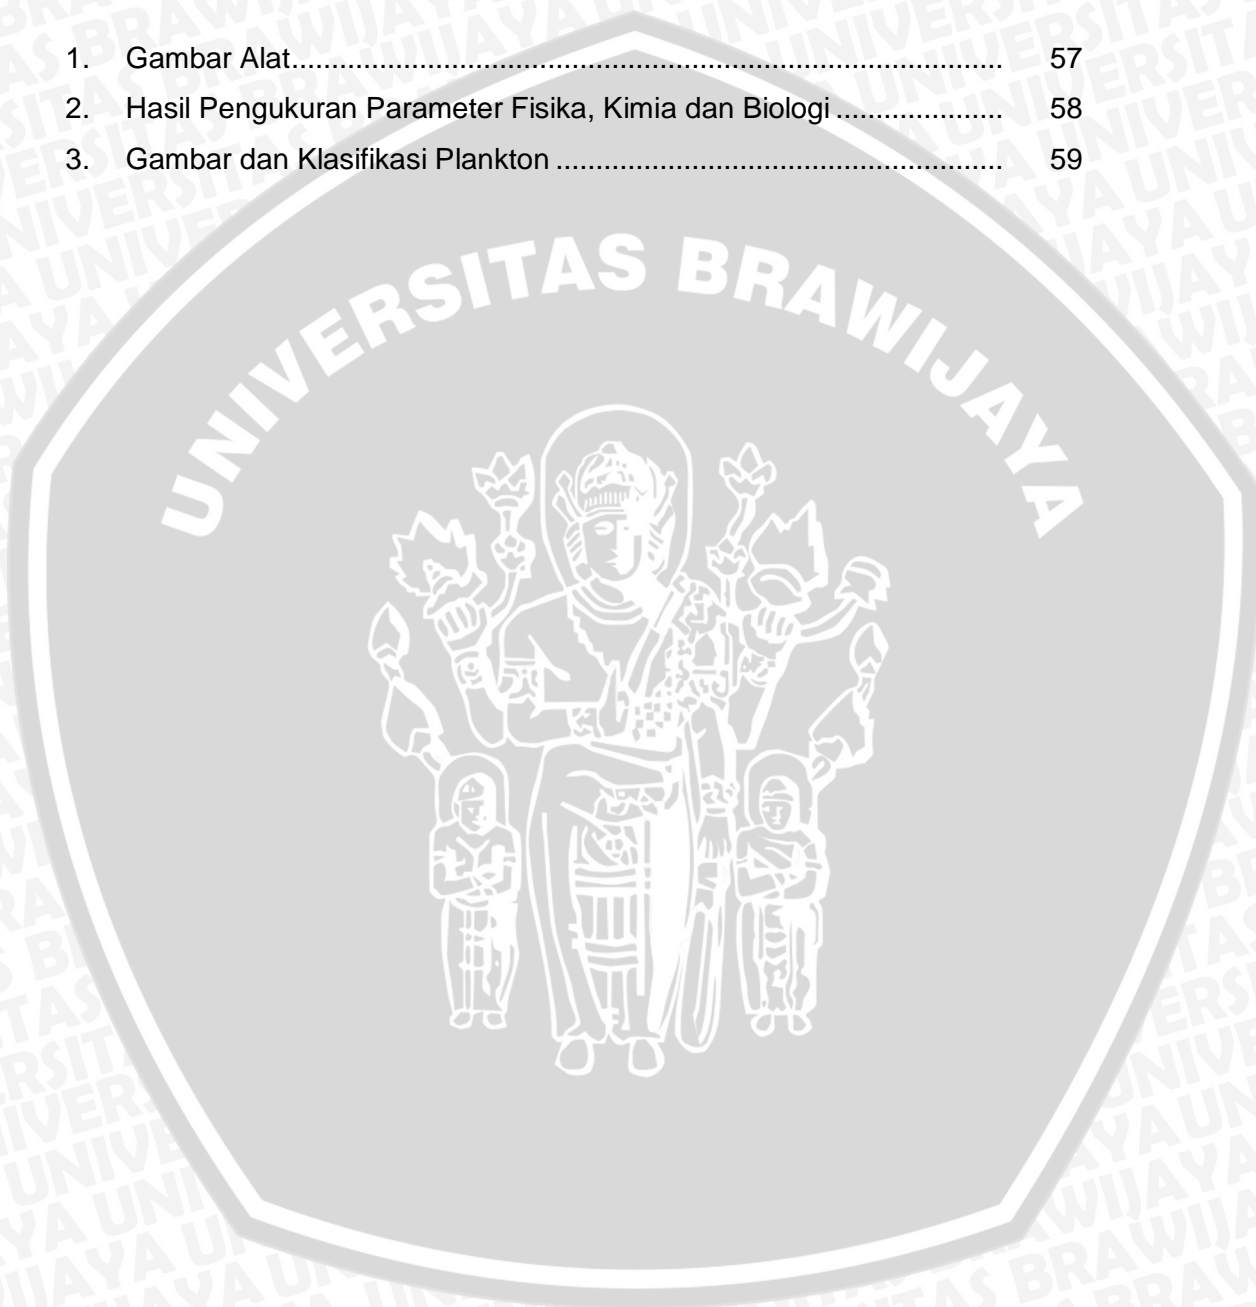 1. Gambar Alat....................................................................................... 57
2. Hasil Pengukuran Parameter Fisika, Kimia dan Biologi .................... 58
3. Gambar dan Klasifikasi Plankton ....................................................... 59
UNIVERSITAS BRAWIJAYA